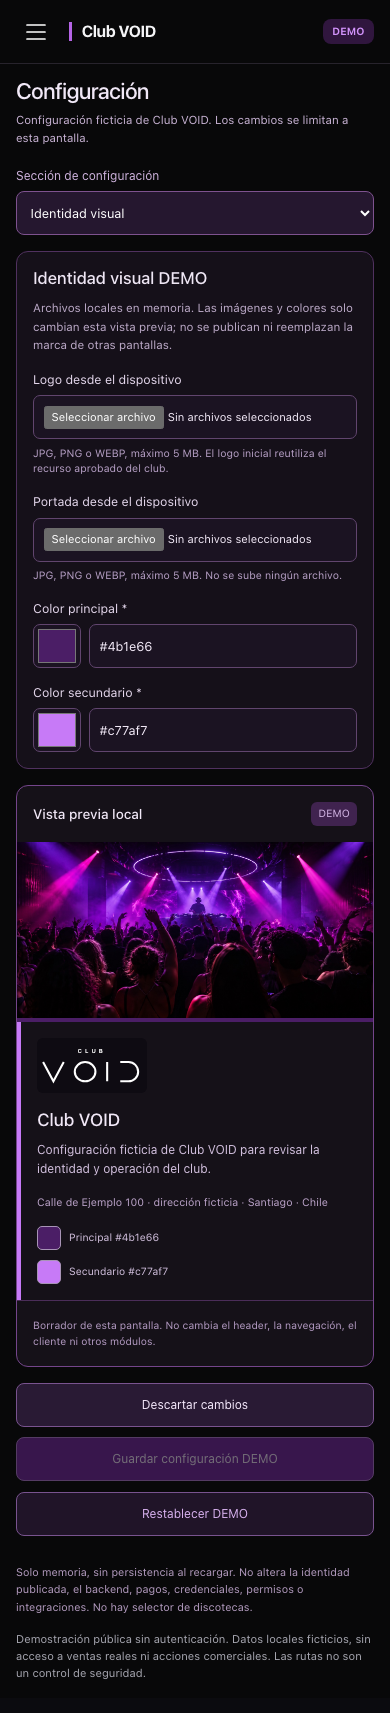 Club VOID
DEMO
Configuración
Configuración ficticia de Club VOID. Los cambios se limitan a
esta pantalla.
Sección de configuración
Identidad visual
Identidad visual DEMO
Archivos locales en memoria. Las imágenes y colores solo
cambian esta vista previa; no se publican ni reemplazan la
marca de otras pantallas.
Logo desde el dispositivo
Seleccionar archivo Sin archivos seleccionados
JPG, PNG o WEBP, máximo 5 MB. El logo inicial reutiliza el
recurso aprobado del club.
Portada desde el dispositivo
Seleccionar archivo Sin archivos seleccionados
JPG, PNG o WEBP, máximo 5 MB. No se sube ningún archivo.
Color principal *
#4b1e66
Color secundario *
#c77af7
Vista previa local
DEMO
CLUB
VOID
Club VOID
Configuración ficticia de Club VOID para revisar la
identidad y operación del club.
Calle de Ejemplo 100 · dirección ficticia · Santiago · Chile
Principal #4b1e66
Secundario #c77af7
Borrador de esta pantalla. No cambia el header, la navegación, el
cliente ni otros módulos.
Descartar cambios
Guardar configuración DEMO
Restablecer DEMO
Solo memoria, sin persistencia al recargar. No altera la identidad
publicada, el backend, pagos, credenciales, permisos o
integraciones. No hay selector de discotecas.
Demostración pública sin autenticación. Datos locales ficticios, sin
acceso a ventas reales ni acciones comerciales. Las rutas no son
un control de seguridad.